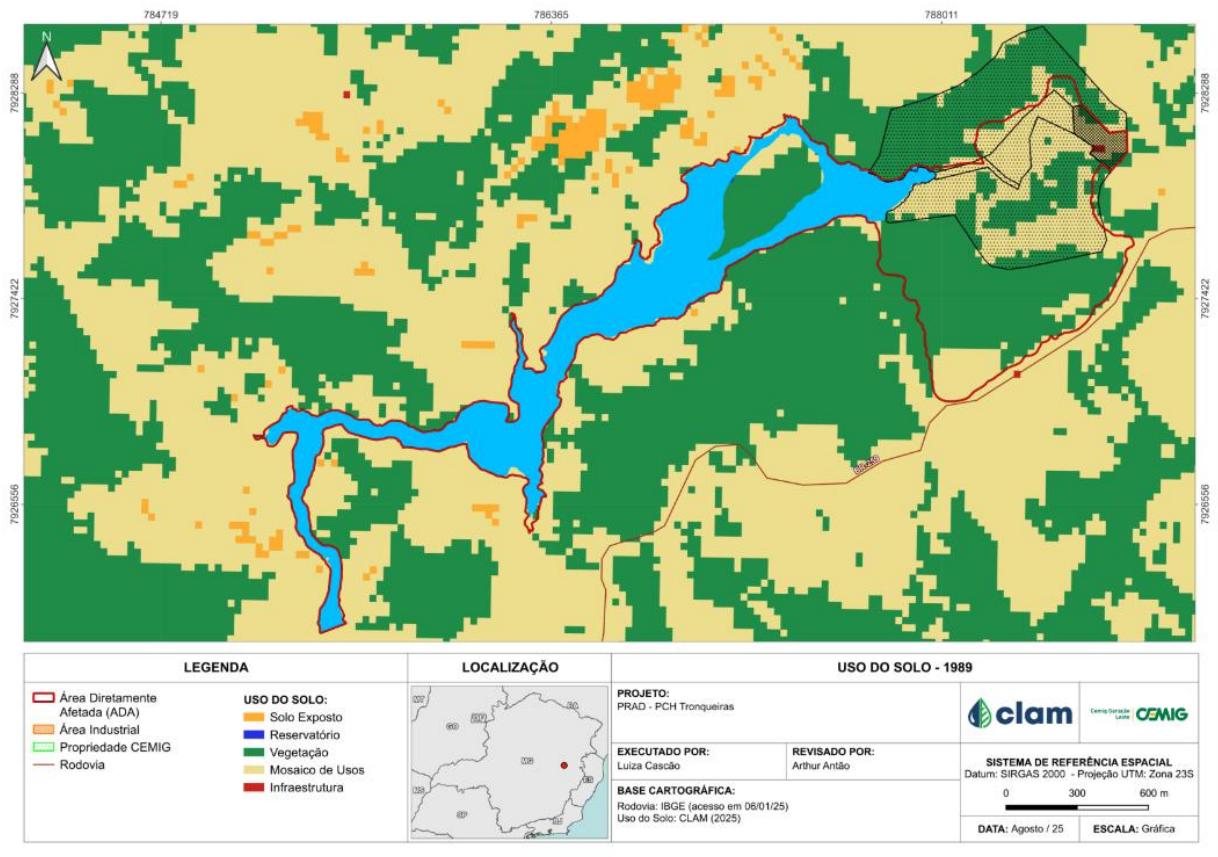 784719
786365
788011
N
7928288
7928288
7927422
7927422
7926556
7926556
LEGENDA
Área Diretamente
Afetada (ADA)
Área Industrial
Propriedade CEMIG
Rodovia
USO DO SOLO:
Solo Exposto
Reservatório
Vegetação
Mosaico de Usos
Infraestrutura
LOCALIZAÇÃO
MT
GO
DF
BA
MG
ES
MS
SP
RJ
USO DO SOLO - 1989
PROJETO:
PRAD - PCH Tronqueiras
EXECUTADO POR:
Luiza Cascão
REVISADO POR:
Arthur Antão
BASE CARTOGRÁFICA:
Rodovia: IBGE (acesso em 06/01/25)
Uso do Solo: CLAM (2025)
clam
Cemig Geração
Leste
CEMIG
SISTEMA DE REFERÊNCIA ESPACIAL
Datum: SIRGAS 2000 - Projeção UTM: Zona 23S
0 300 600 m
DATA: Agosto / 25
ESCALA: Gráfica